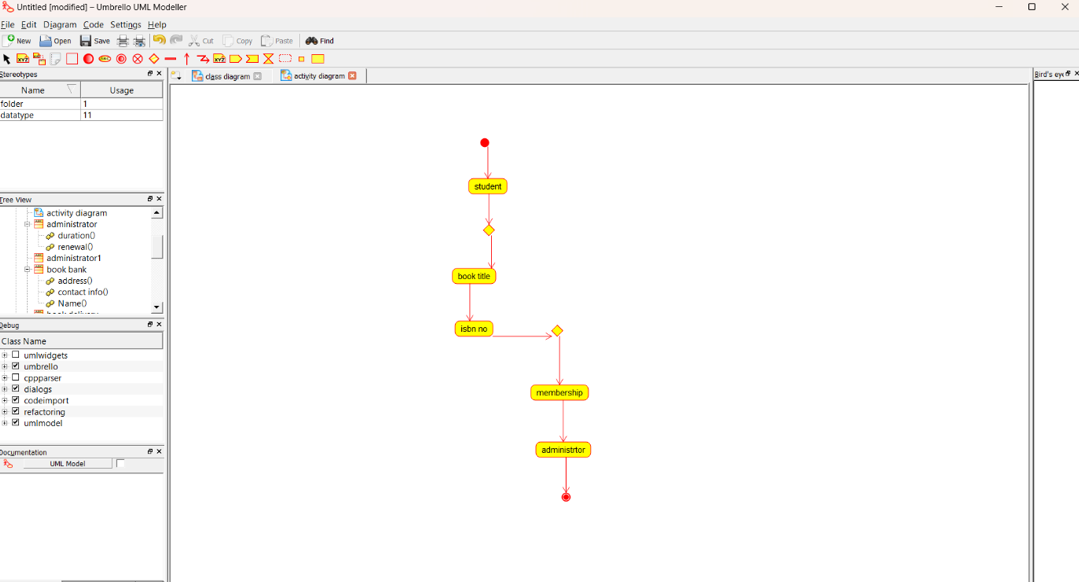 Untitled [modified] – Umbrello UML Modeller
File Edit Diagram Code Settings Help
New Open Save Cut Copy Paste Find
Stereotypes
Name Usage
folder 1
datatype 11
Tree View
activity diagram
administrator
duration()
renewal()
administrator1
book bank
address()
contact info()
Name()
Debug
Class Name
umlwidgets
umbrello
cppparser
dialogs
codeimport
refactoring
umlmodel
Documentation
UML Model
class diagram activity diagram
student
book title
isbn no
membership
administrtor
Bird's ey